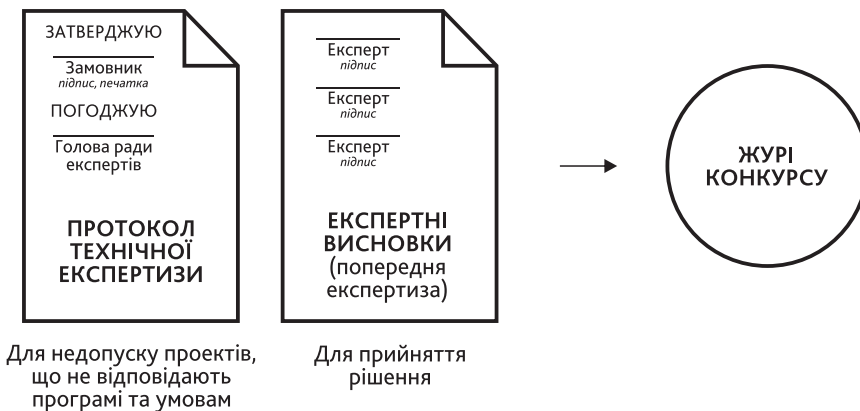 ЗАТВЕРДЖУЮ
Замовник
підпис, печатка
ПОГОДЖУЮ
Голова ради
експертів
ПРОТОКОЛ
ТЕХНІЧНОЇ
ЕКСПЕРТИЗИ
Для недопуску проектів,
що не відповідають
програмі та умовам
Експерт
підпис
Експерт
підпис
Експерт
підпис
ЕКСПЕРТНІ
ВИСНОВКИ
(попередня
експертиза)
Для прийняття
рішення
ЖУРІ
КОНКУРСУ